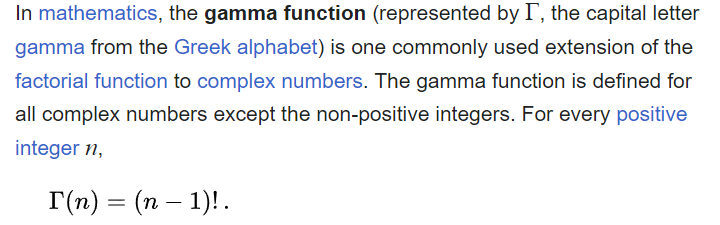 In mathematics, the gamma function (represented by Γ, the capital letter
gamma from the Greek alphabet) is one commonly used extension of the
factorial function to complex numbers. The gamma function is defined for
all complex numbers except the non-positive integers. For every positive
integer n,
Γ(n) = (n − 1)! .